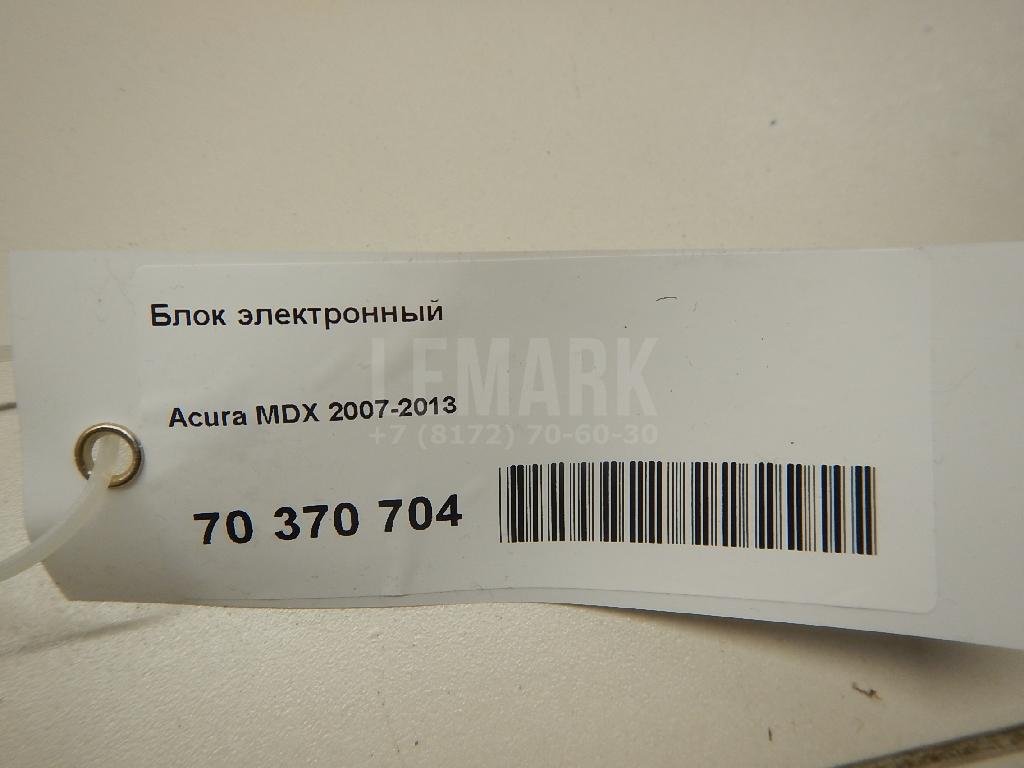 Блок электронный
LEMARK
Acura MDX 2007-2013
+7 (8172) 70-60-30
70 370 704